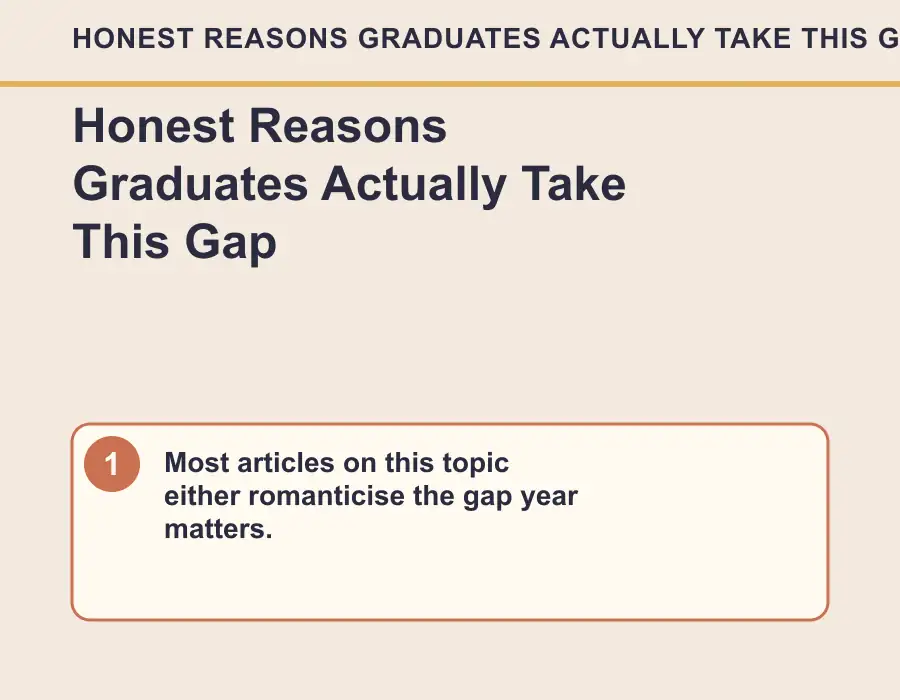 HONEST REASONS GRADUATES ACTUALLY TAKE THIS G
Honest Reasons
Graduates Actually Take
This Gap
1
Most articles on this topic
either romanticise the gap year
matters.